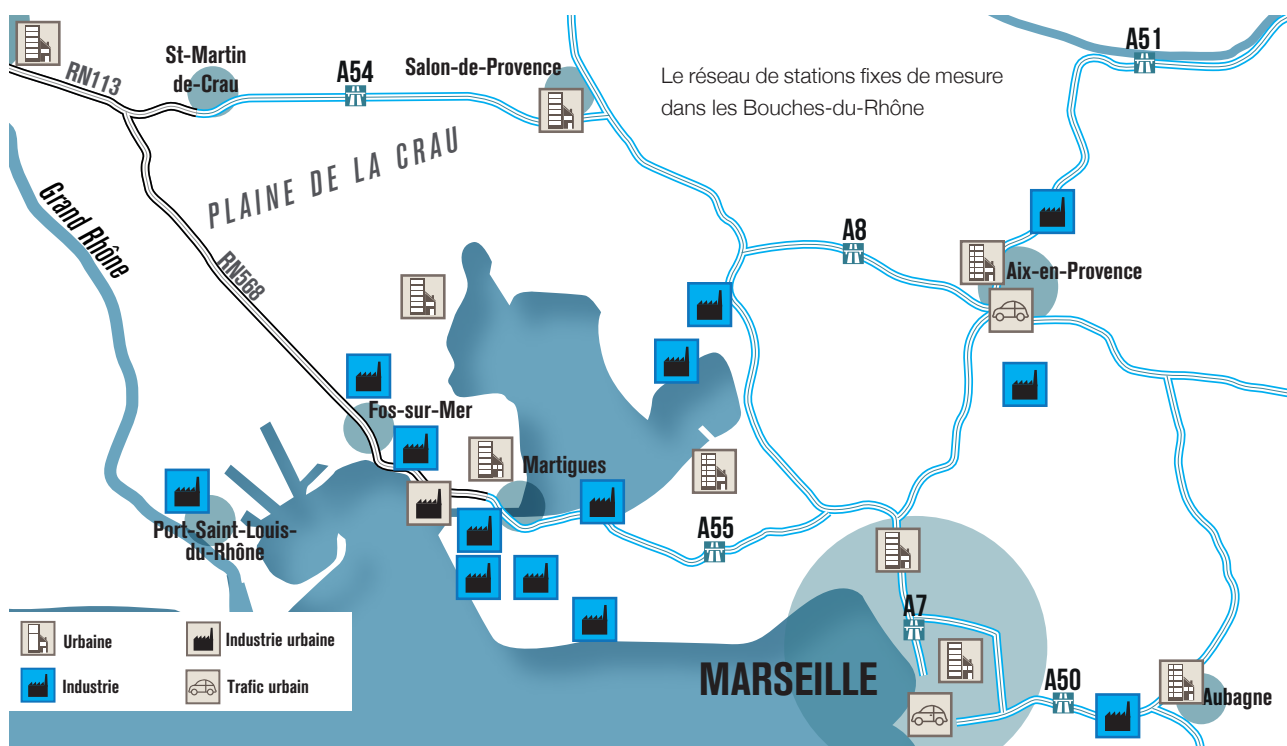 RN113
St-Martin
de-Crau
A54
Salon-de-Provence
Le réseau de stations fixes de mesure
dans les Bouches-du-Rhône
A51
PLAINE DE LA CRAU
Grand Rhône
RN568
A8
Aix-en-Provence
Fos-sur-Mer
Martigues
Port-Saint-Louis-
du-Rhône
A55
A7
MARSEILLE
A50
Aubagne
Urbaine
Industrie urbaine
Industrie
Trafic urbain